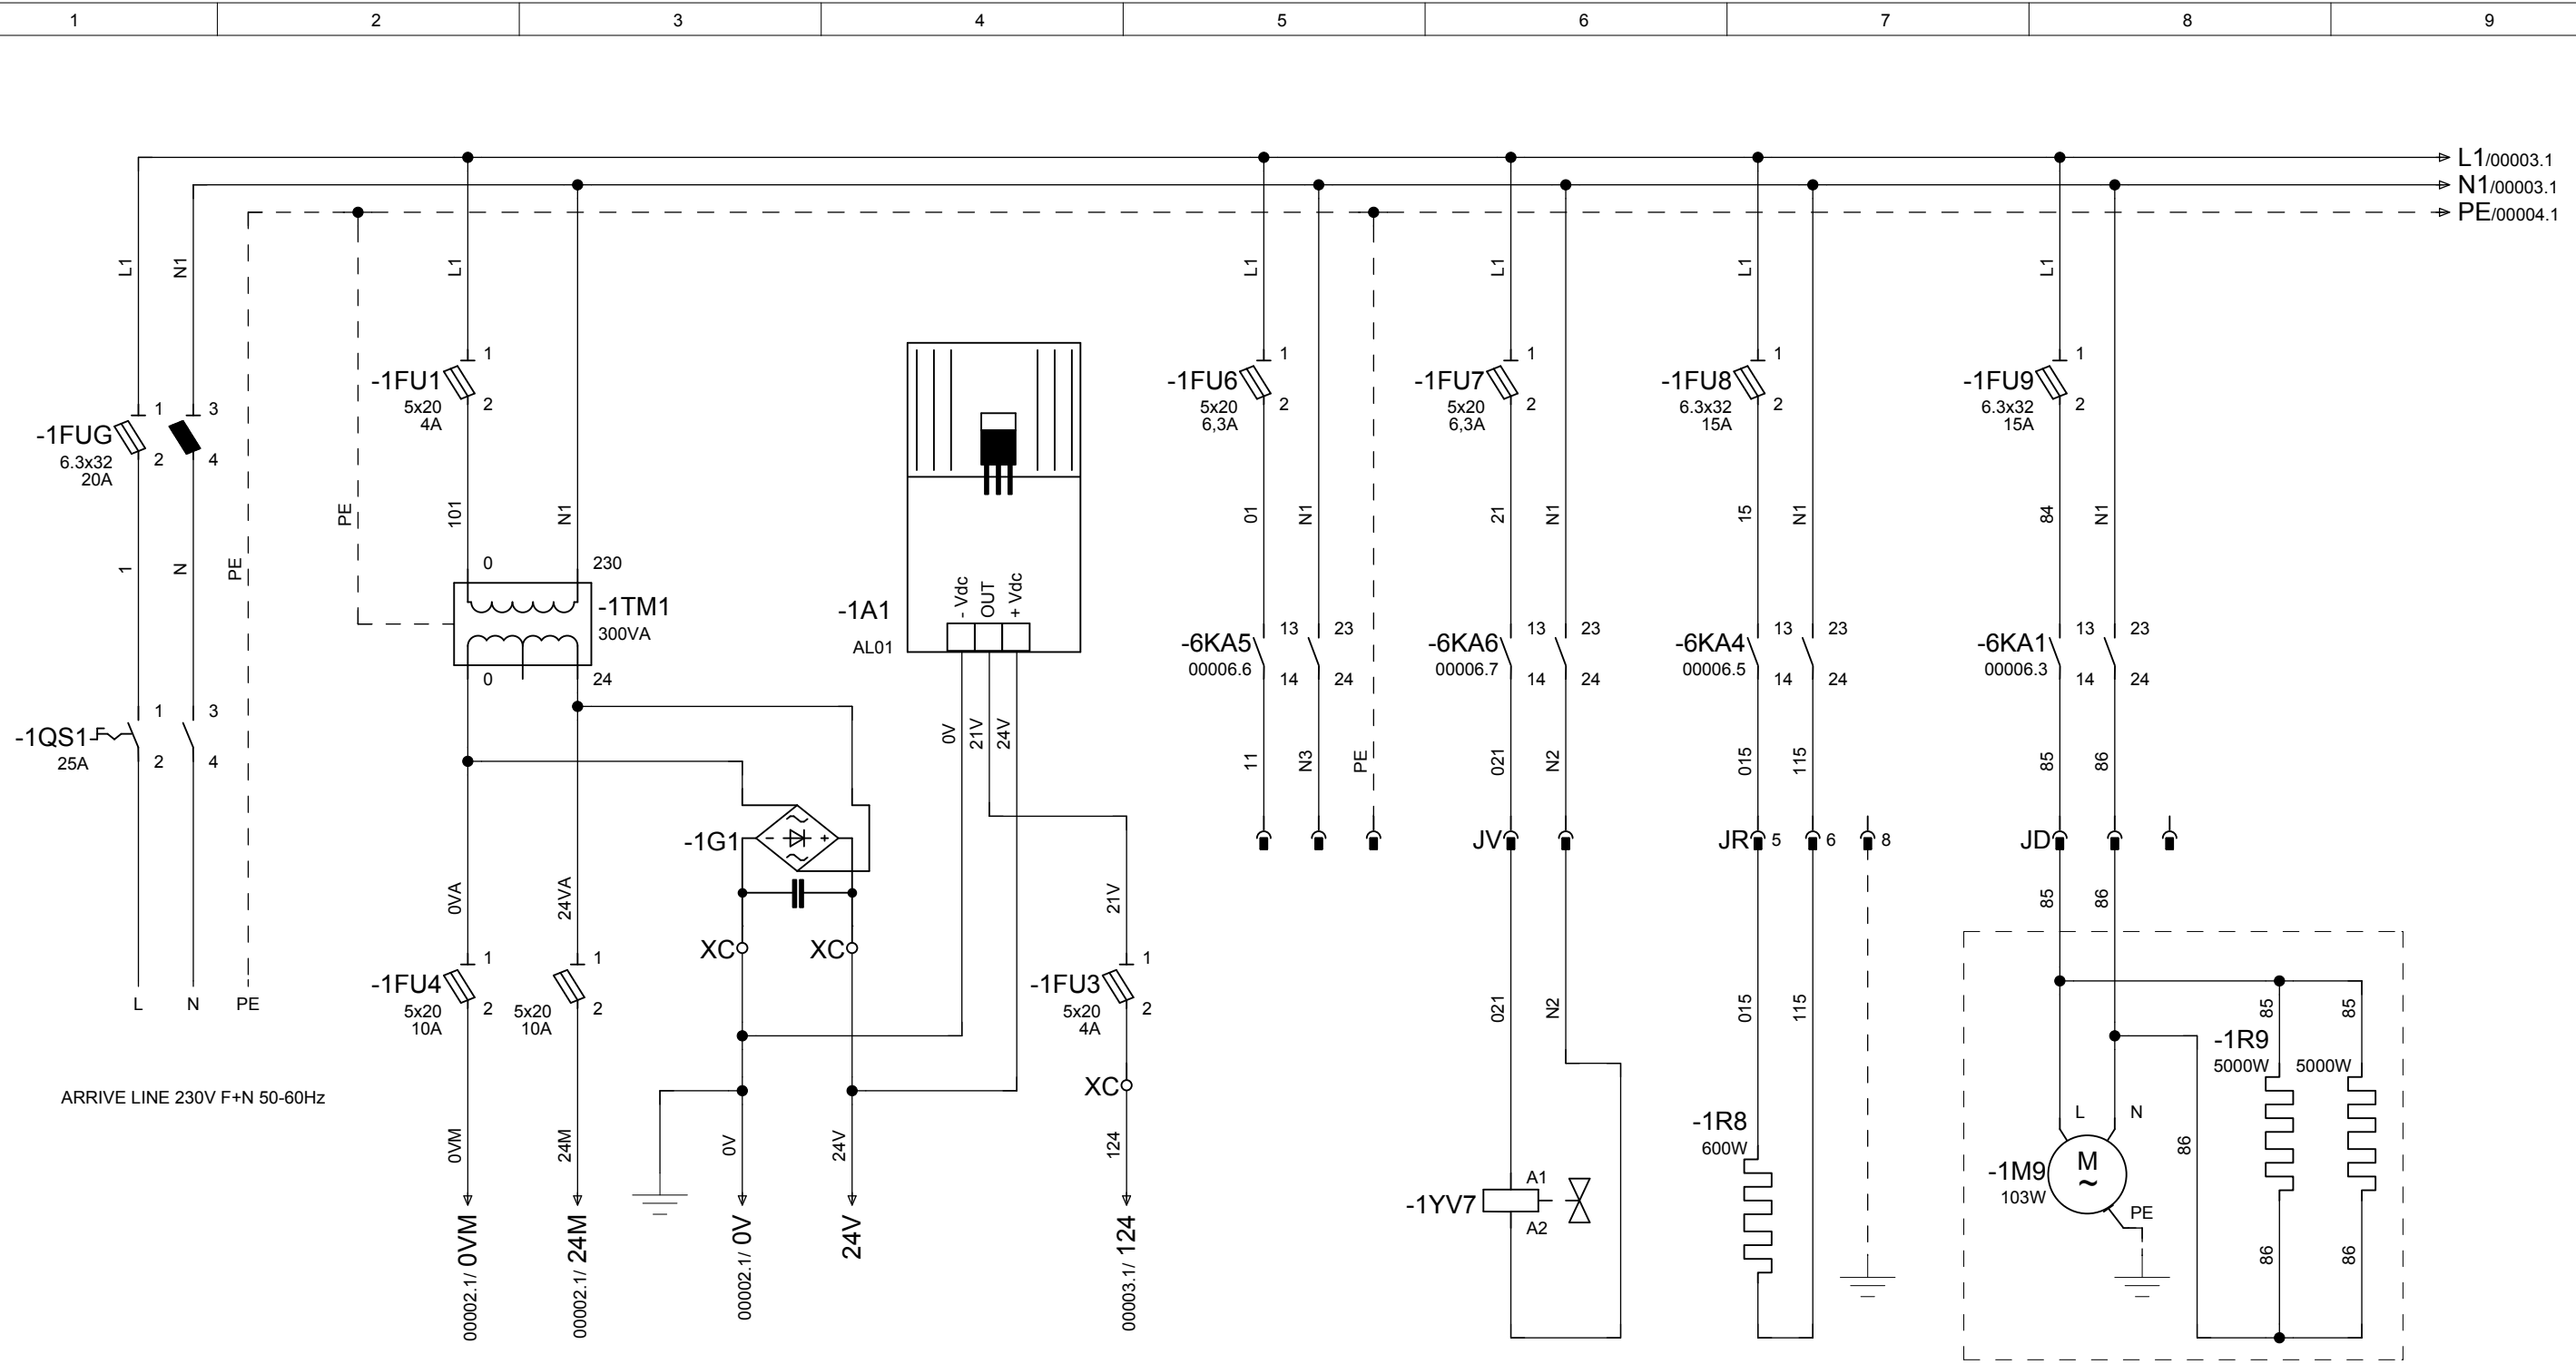 1 2 3 4 5 6 7 8 9
L1/00003.1
N1/00003.1
PE/00004.1
L1 N1 L1 L1 L1 L1 L1
-1FUG
6.3x32
20A
1 2 3 4
-1FU1
5x20
4A
1 2
-1FU6
5x20
6,3A
1 2
-1FU7
5x20
6,3A
1 2
-1FU8
6.3x32
15A
1 2
-1FU9
6.3x32
15A
1 2
1 N PE PE 101 N1
01 N1 21 N1 15 N1 84 N1
0 230
-1TM1
300VA
0 24
-1A1
AL01
- Vdc
OUT
+ Vdc
0V 21V 24V
-6KA5
00006.6
13 14 23 24
-6KA6
00006.7
13 14 23 24
-6KA4
00006.5
13 14 23 24
-6KA1
00006.3
13 14 23 24
-1QS1
25A
1 2 3 4
11 N3 PE 021 N2 015 115 85 86
-1G1
- +
JV
JR 5 6 8
JD
0VA 24VA 21V 85 86
XC XC
-1FU4
5x20
10A
1 2
5x20
10A
1 2
-1FU3
5x20
4A
1 2
L N PE
021 N2 015 115 85 85
XC
ARRIVE LINE 230V F+N 50-60Hz
0VM 24M 0V 24V 124
-1YV7
A1
A2
-1R8
600W
-1R9
5000W 5000W
L N
-1M9
103W
M
~
PE
86 86 86
00002.1/ 0VM
00002.1/ 24M
00002.1/ 0V
24V
00003.1/ 124